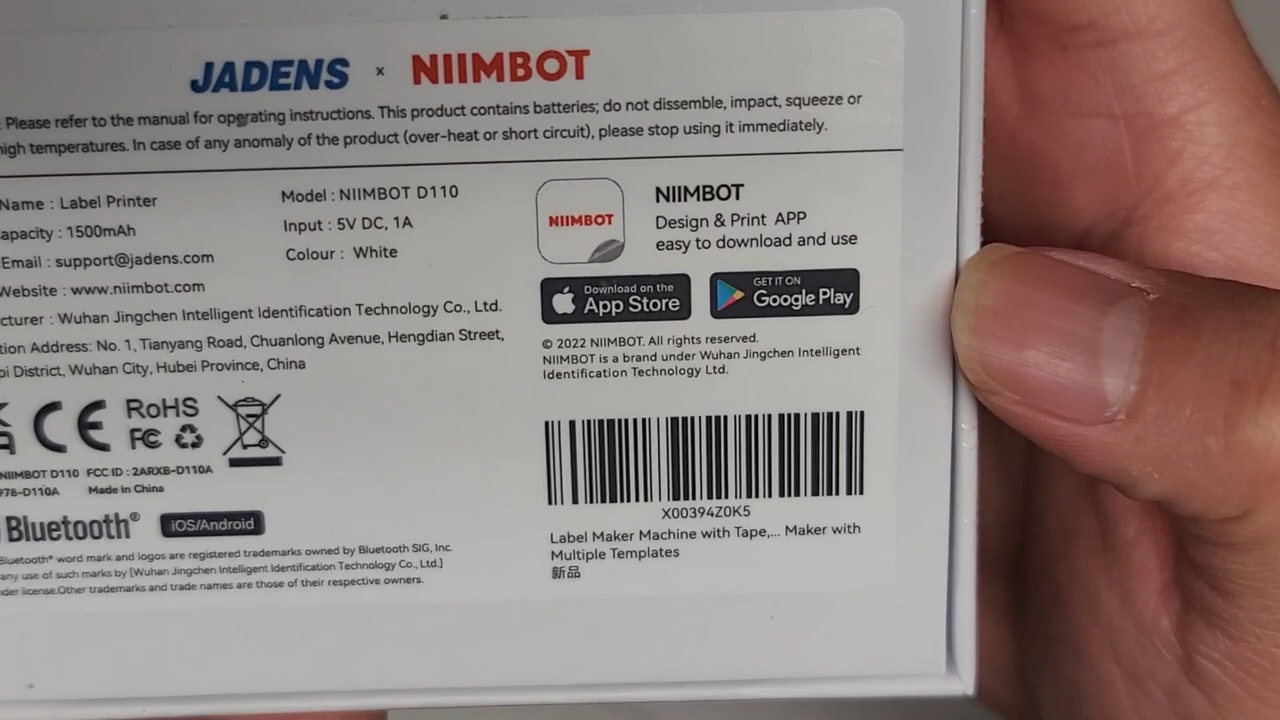 JADENS x NIIMBOT
Please refer to the manual for operating instructions. This product contains batteries; do not dissemble, impact, squeeze or
high temperatures. In case of any anomaly of the product (over-heat or short circuit), please stop using it immediately.
Name : Label Printer
apacity : 1500mAh
Email : support@jadens.com
Website : www.niimbot.com
cturer : Wuhan Jingchen Intelligent Identification Technology Co., Ltd.
tion Address: No. 1, Tianyang Road, Chuanlong Avenue, Hengdian Street,
pi District, Wuhan City, Hubei Province, China
Model : NIIMBOT D110
Input : 5V DC, 1A
Colour : White
CE RoHS
FC
NIIMBOT D110 FCC ID : 2ARXB-D110A
978-D110A Made in China
Bluetooth® iOS/Android
Bluetooth® word mark and logos are registered trademarks owned by Bluetooth SIG, Inc.
any use of such marks by [Wuhan Jingchen Intelligent Identification Technology Co., Ltd.]
der license.Other trademarks and trade names are those of their respective owners.
NIIMBOT
NIIMBOT
Design & Print APP
easy to download and use
Download on the
App Store
GET IT ON
Google Play
© 2022 NIIMBOT. All rights reserved.
NIIMBOT is a brand under Wuhan Jingchen Intelligent
Identification Technology Ltd.
X00394Z0K5
Label Maker Machine with Tape,... Maker with
Multiple Templates
新品